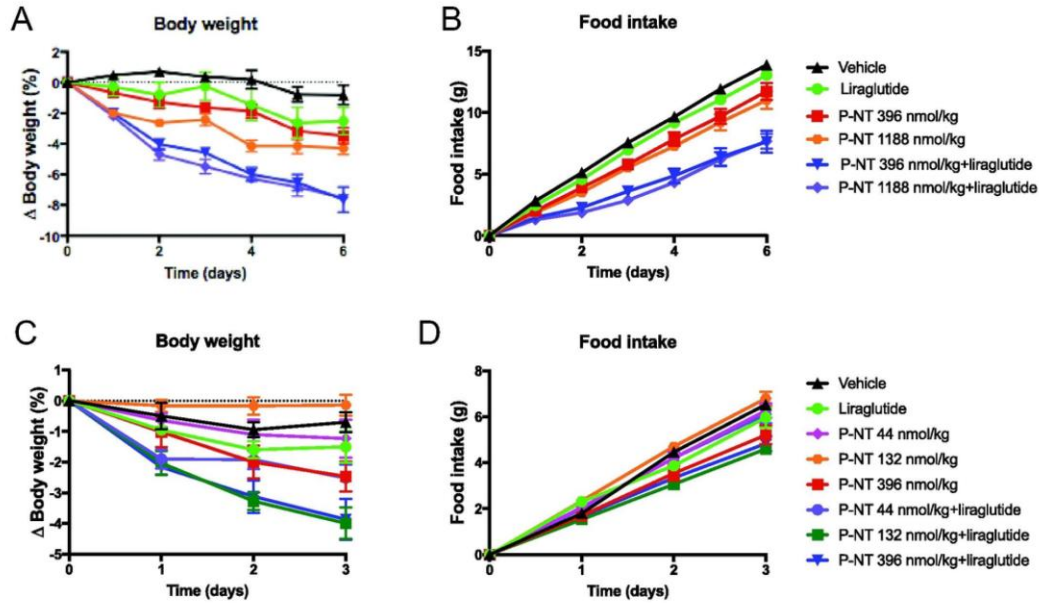 A
Body weight
Δ Body weight (%)
2
0
-2
-4
-6
-8
-10
0
2
4
6
Time (days)
B
Food intake
Food intake (g)
15
10
5
0
0
2
4
6
Time (days)
Vehicle
Liraglutide
P-NT 396 nmol/kg
P-NT 1188 nmol/kg
P-NT 396 nmol/kg+liraglutide
P-NT 1188 nmol/kg+liraglutide
C
Body weight
Δ Body weight (%)
1
0
-1
-2
-3
-4
-5
0
1
2
3
Time (days)
D
Food intake
Food intake (g)
8
6
4
2
0
0
1
2
3
Time (days)
Vehicle
Liraglutide
P-NT 44 nmol/kg
P-NT 132 nmol/kg
P-NT 396 nmol/kg
P-NT 44 nmol/kg+liraglutide
P-NT 132 nmol/kg+liraglutide
P-NT 396 nmol/kg+liraglutide